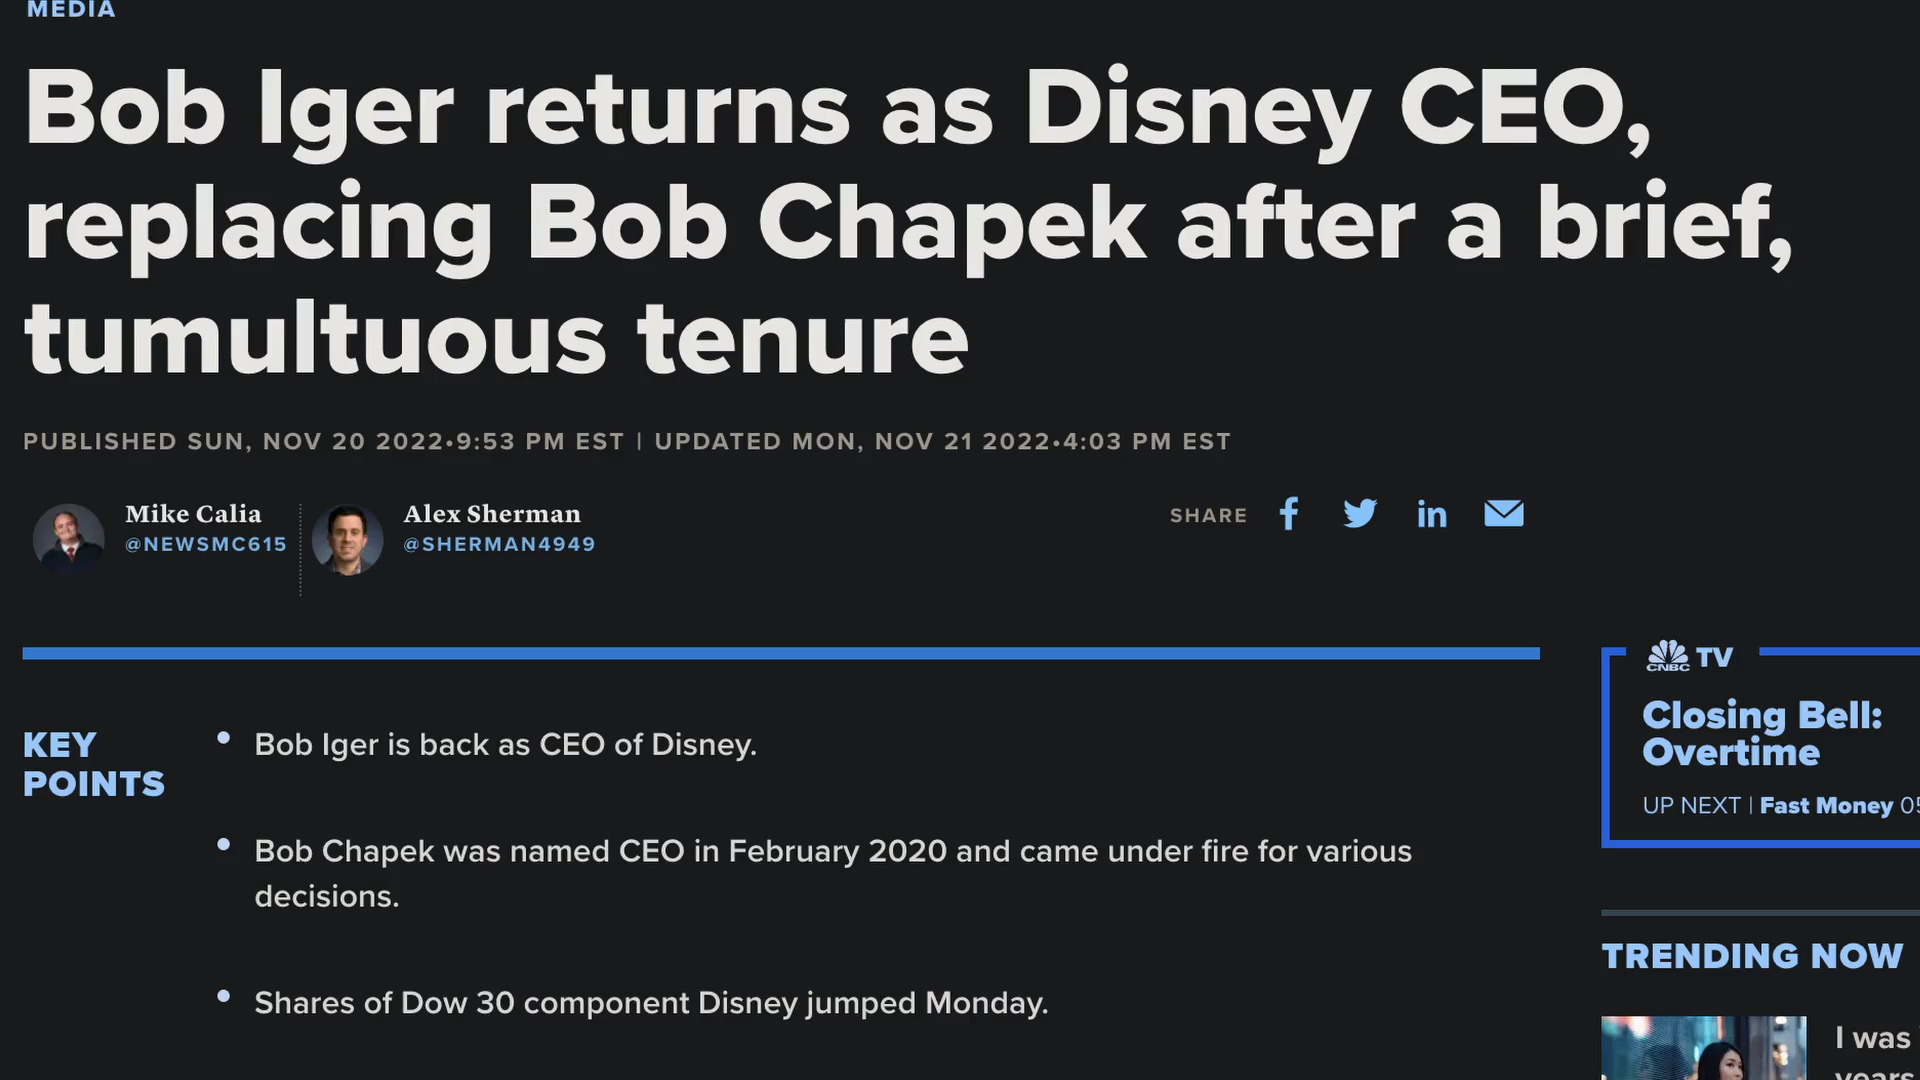 MEDIA
Bob Iger returns as Disney CEO,
replacing Bob Chapek after a brief,
tumultuous tenure
PUBLISHED SUN, NOV 20 2022•9:53 PM EST | UPDATED MON, NOV 21 2022•4:03 PM EST
Mike Calia
@NEWSMC615
Alex Sherman
@SHERMAN4949
SHARE
KEY
POINTS
• Bob Iger is back as CEO of Disney.
• Bob Chapek was named CEO in February 2020 and came under fire for various
decisions.
• Shares of Dow 30 component Disney jumped Monday.
CNBC TV
Closing Bell:
Overtime
UP NEXT | Fast Money 05
TRENDING NOW
I was
years